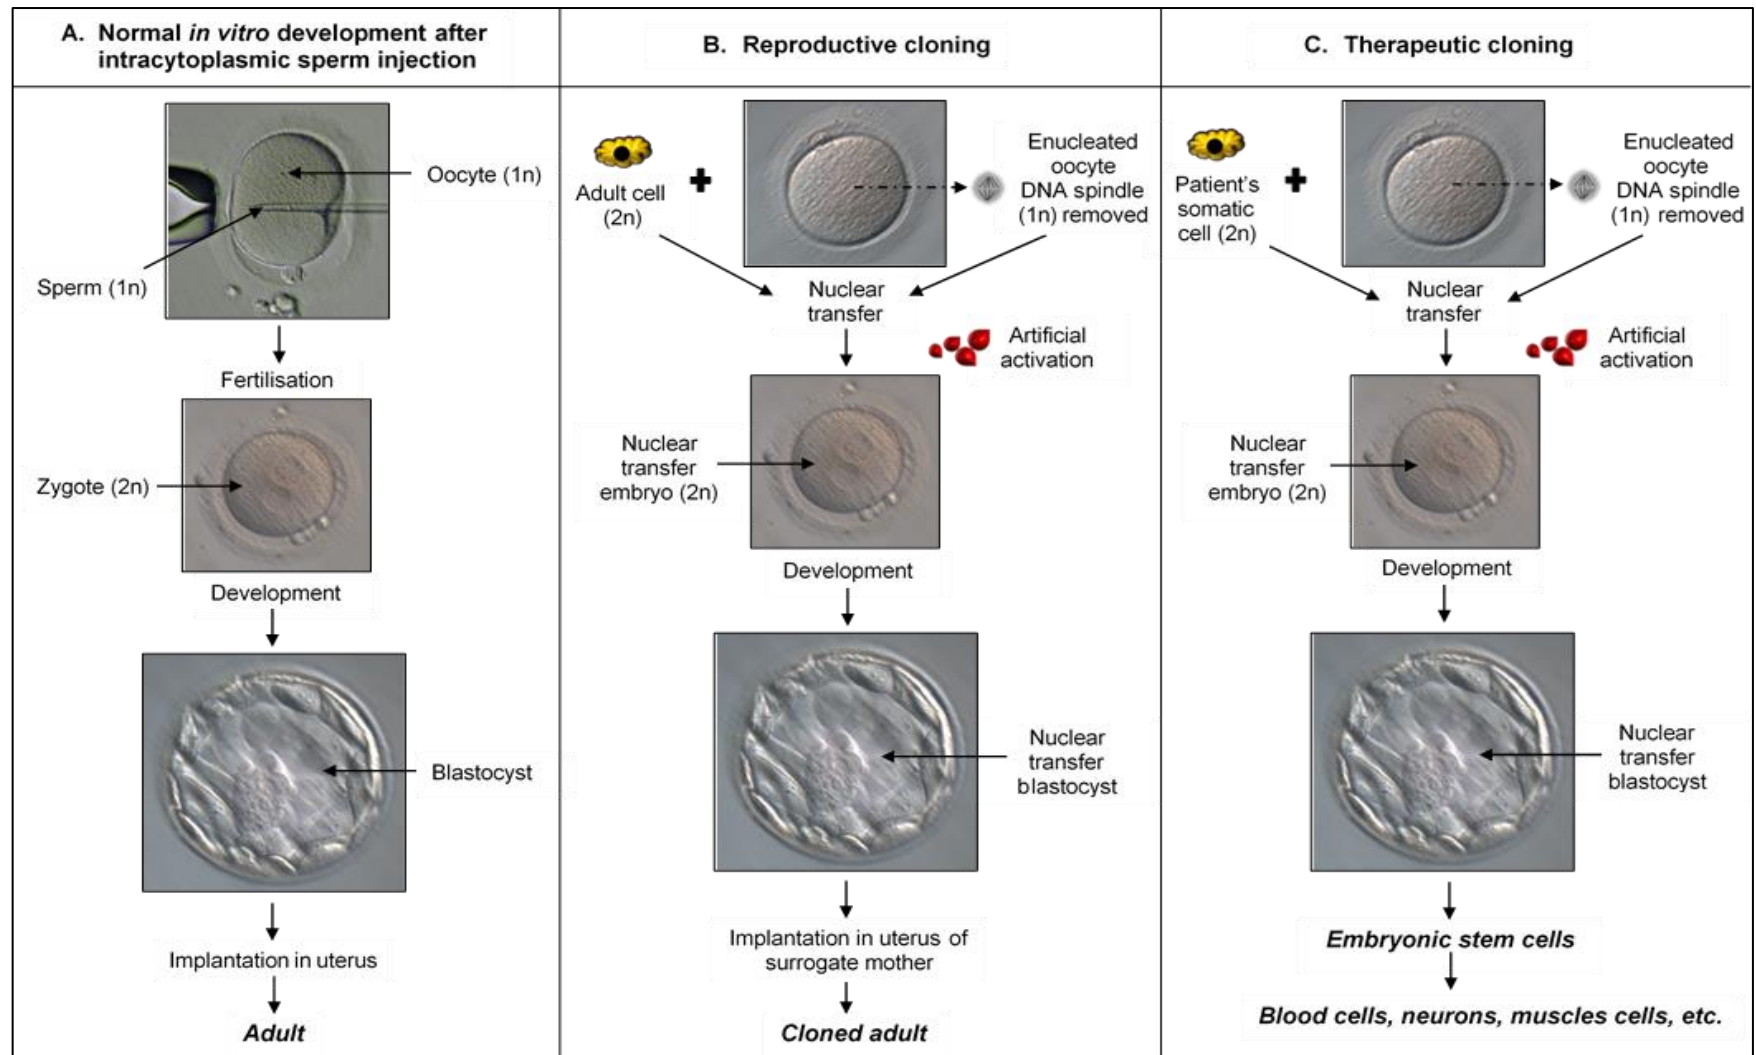 A. Normal in vitro development after
intracytoplasmic sperm injection
Oocyte (1n)
Sperm (1n)
Fertilisation
Zygote (2n)
Development
Blastocyst
Implantation in uterus
Adult
B. Reproductive cloning
Adult cell
(2n)
Enucleated
oocyte
DNA spindle
(1n) removed
Nuclear
transfer
Artificial
activation
Nuclear
transfer
embryo (2n)
Development
Nuclear
transfer
blastocyst
Implantation in uterus of
surrogate mother
Cloned adult
C. Therapeutic cloning
Patient's
somatic
cell (2n)
Enucleated
oocyte
DNA spindle
(1n) removed
Nuclear
transfer
Artificial
activation
Nuclear
transfer
embryo (2n)
Development
Nuclear
transfer
blastocyst
Embryonic stem cells
Blood cells, neurons, muscles cells, etc.